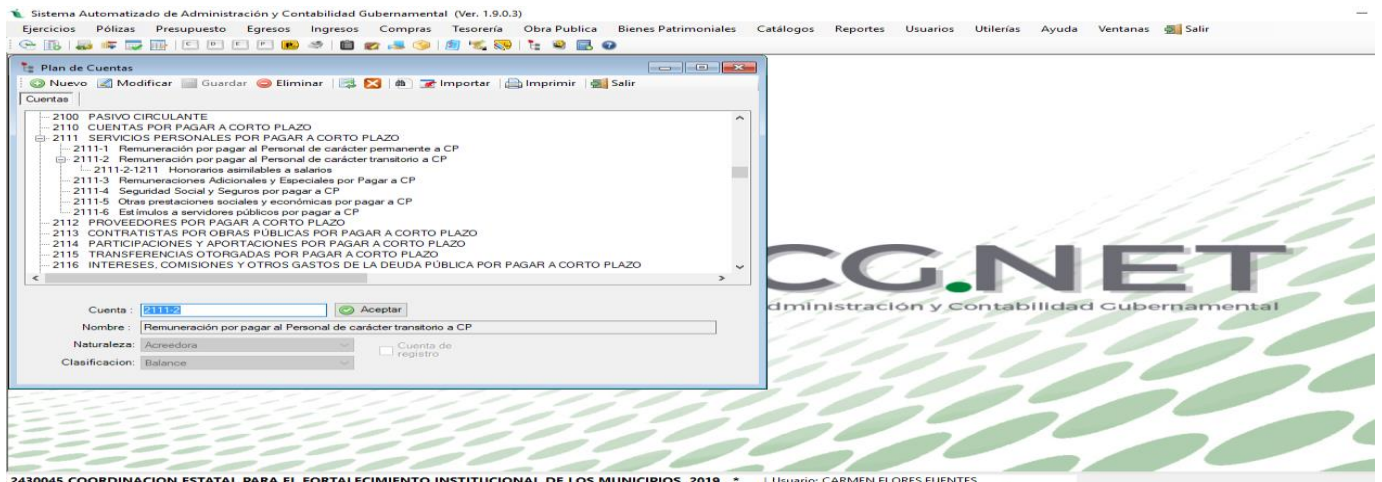 Sistema Automatizado de Administración y Contabilidad Gubernamental (Ver. 1.9.0.3)
Ejercicios Pólizas Presupuesto Egresos Ingresos Compras Tesorería Obra Publica Bienes Patrimoniales Catálogos Reportes Usuarios Utilerías Ayuda Ventanas Salir
Plan de Cuentas
Nuevo Modificar Guardar Eliminar Importar Imprimir Salir
Cuentas
2100 PASIVO CIRCULANTE
2110 CUENTAS POR PAGAR A CORTO PLAZO
2111 SERVICIOS PERSONALES POR PAGAR A CORTO PLAZO
2111-1 Remuneración por pagar al Personal de carácter permanente a CP
2111-2 Remuneración por pagar al Personal de carácter transitorio a CP
2111-2-1211 Honorarios asimilables a salarios
2111-3 Remuneraciones Adicionales y Especiales por Pagar a CP
2111-4 Seguridad Social y Seguros por pagar a CP
2111-5 Otras prestaciones sociales y económicas por pagar a CP
2111-6 Estímulos a servidores públicos por pagar a CP
2112 PROVEEDORES POR PAGAR A CORTO PLAZO
2113 CONTRATISTAS POR OBRAS PÚBLICAS POR PAGAR A CORTO PLAZO
2114 PARTICIPACIONES Y APORTACIONES POR PAGAR A CORTO PLAZO
2115 TRANSFERENCIAS OTORGADAS POR PAGAR A CORTO PLAZO
2116 INTERESES, COMISIONES Y OTROS GASTOS DE LA DEUDA PÚBLICA POR PAGAR A CORTO PLAZO
CG.NET
dministración y Contabilidad Gubernamental
Cuenta : 2111-2 Aceptar
Nombre : Remuneración por pagar al Personal de carácter transitorio a CP
Naturaleza: Acreedora Cuenta de registro
Clasificacion: Balance
2430045 COORDINACION ESTATAL PARA EL FORTALECIMIENTO INSTITUCIONAL DE LOS MUNICIPIOS 2019 * | Usuario: CARMEN FLORES FUENTES